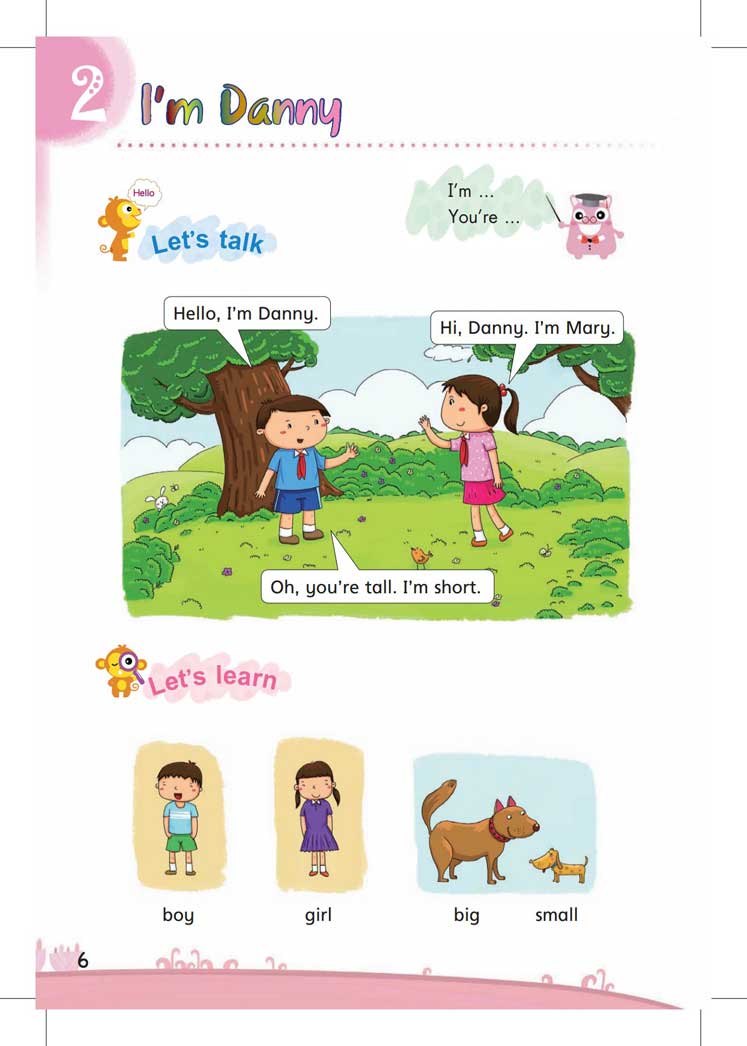 2
I'm Danny
Hello
Let's talk
I'm ...
You're ...
Hello, I'm Danny.
Hi, Danny. I'm Mary.
Oh, you're tall. I'm short.
Let's learn
boy
girl
big
small
6